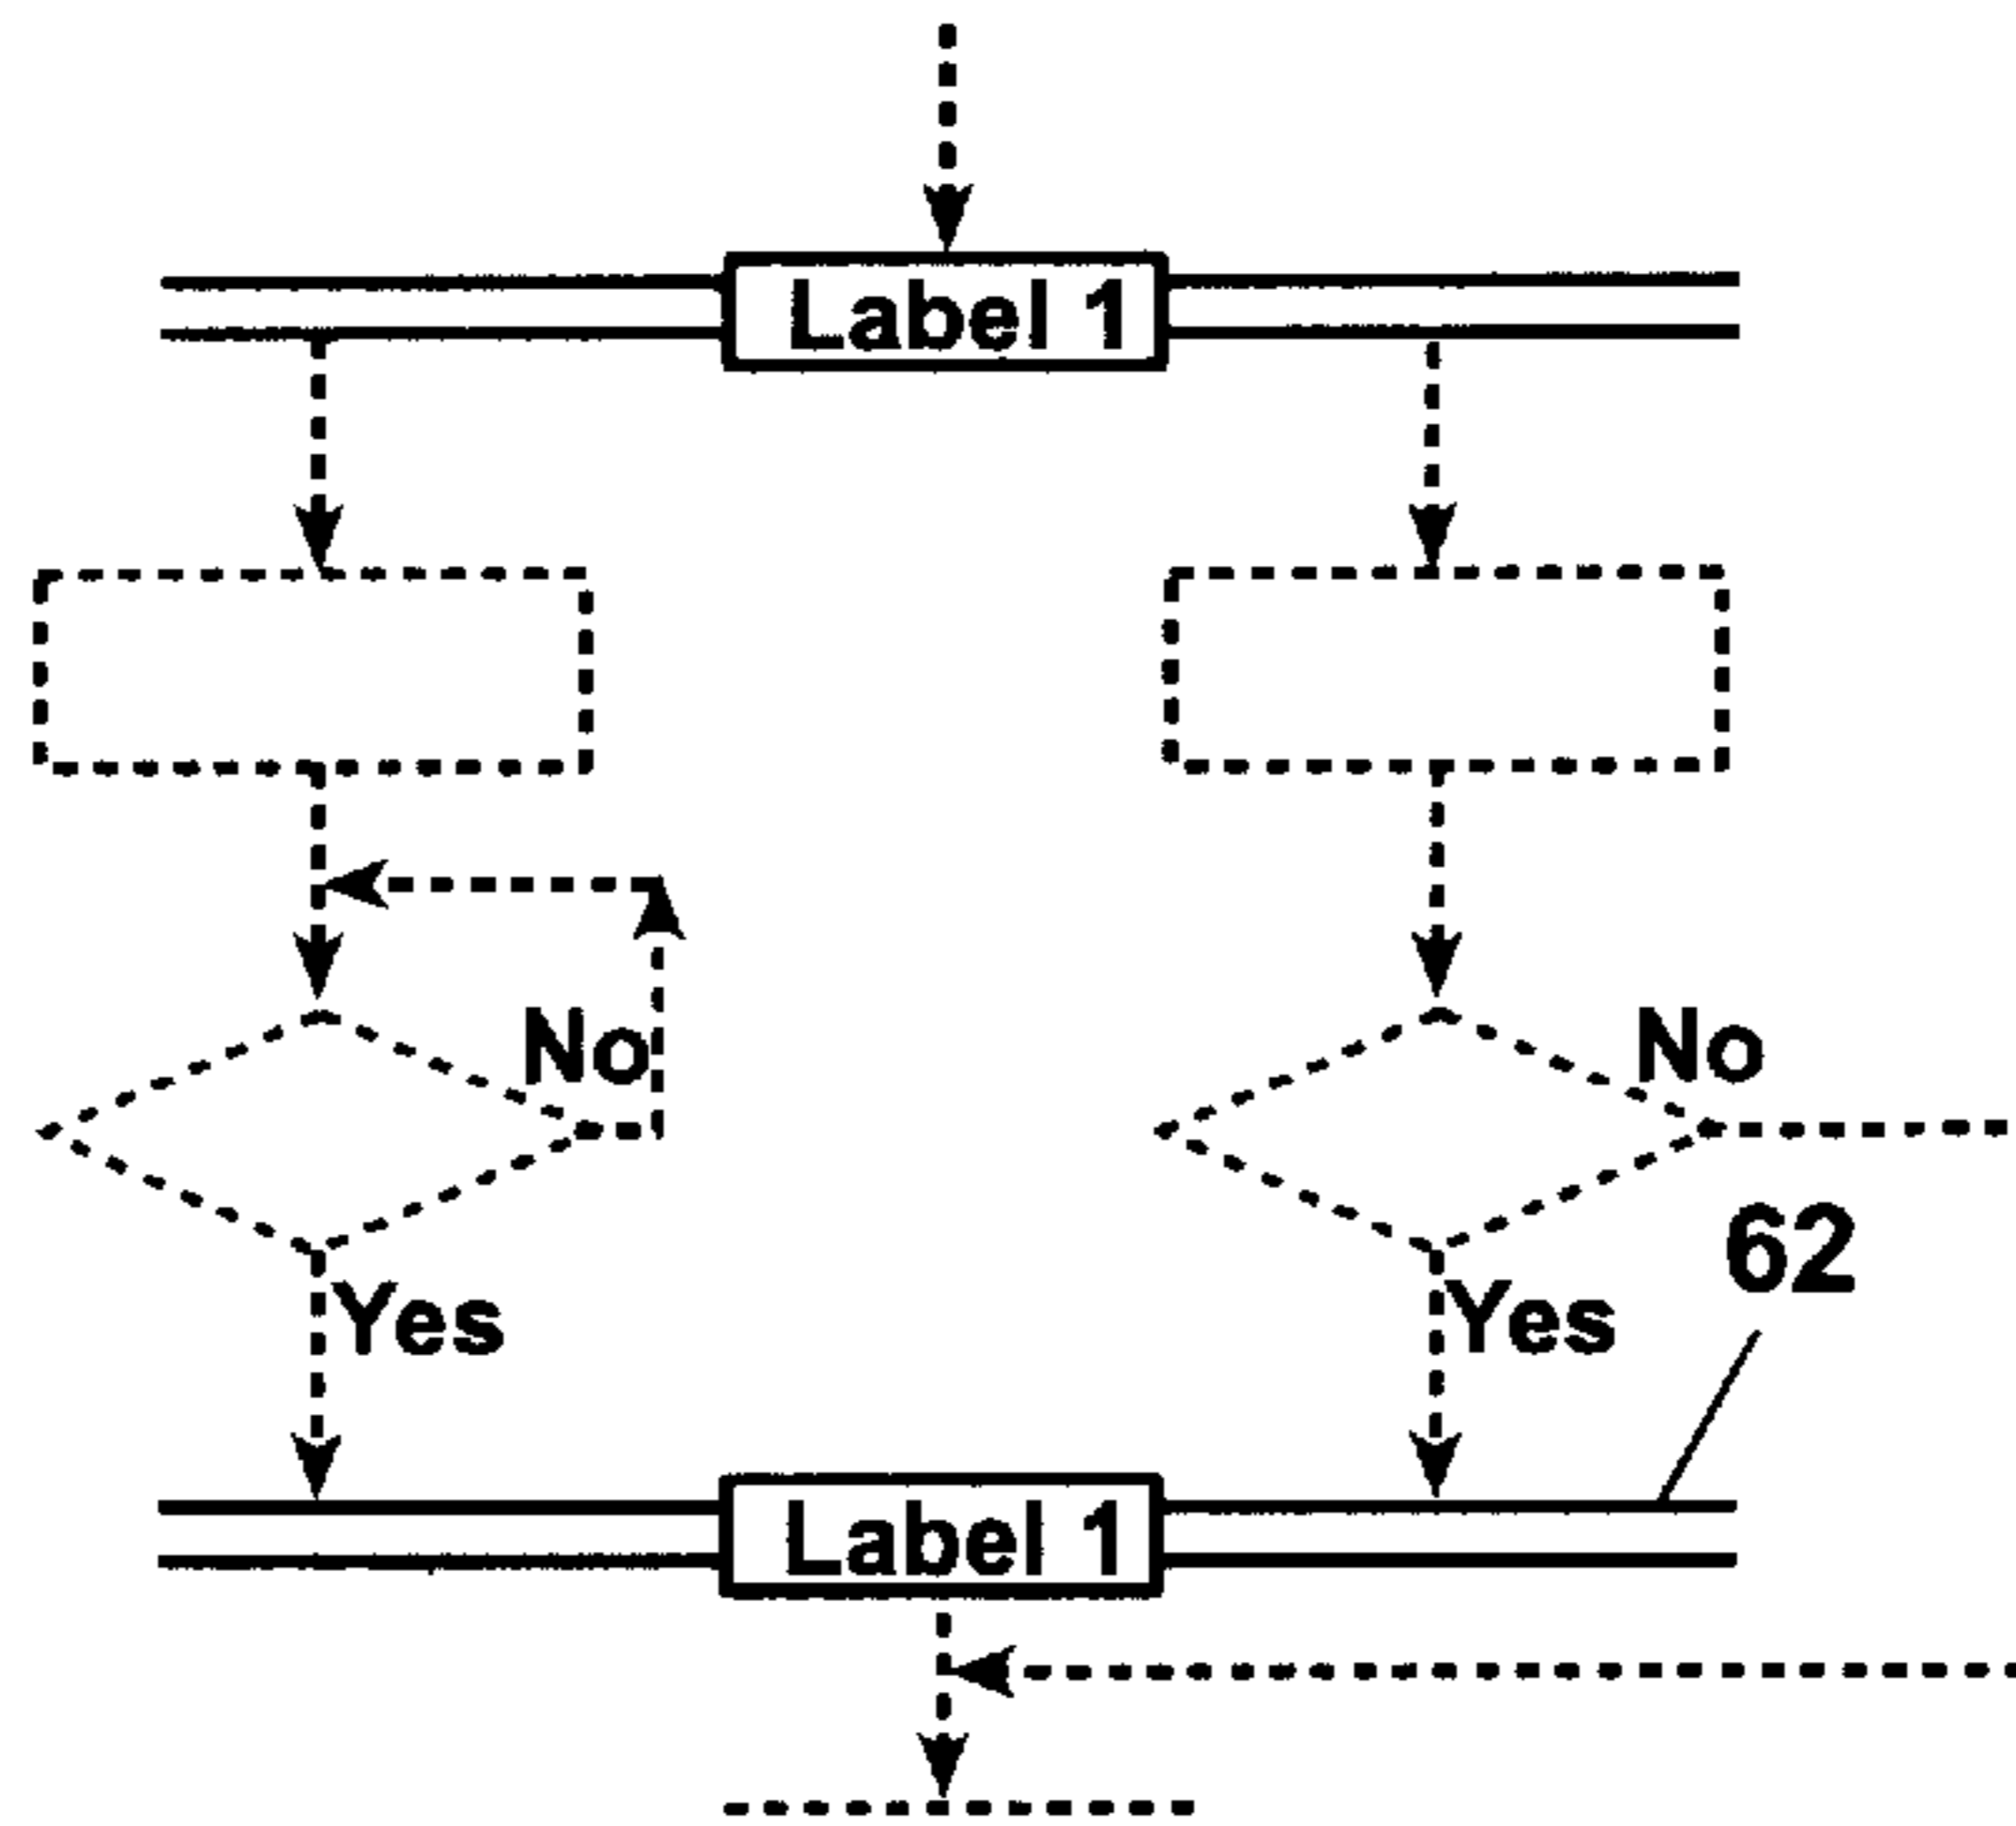 Label 1
No
No
62
Yes
Yes
Label 1